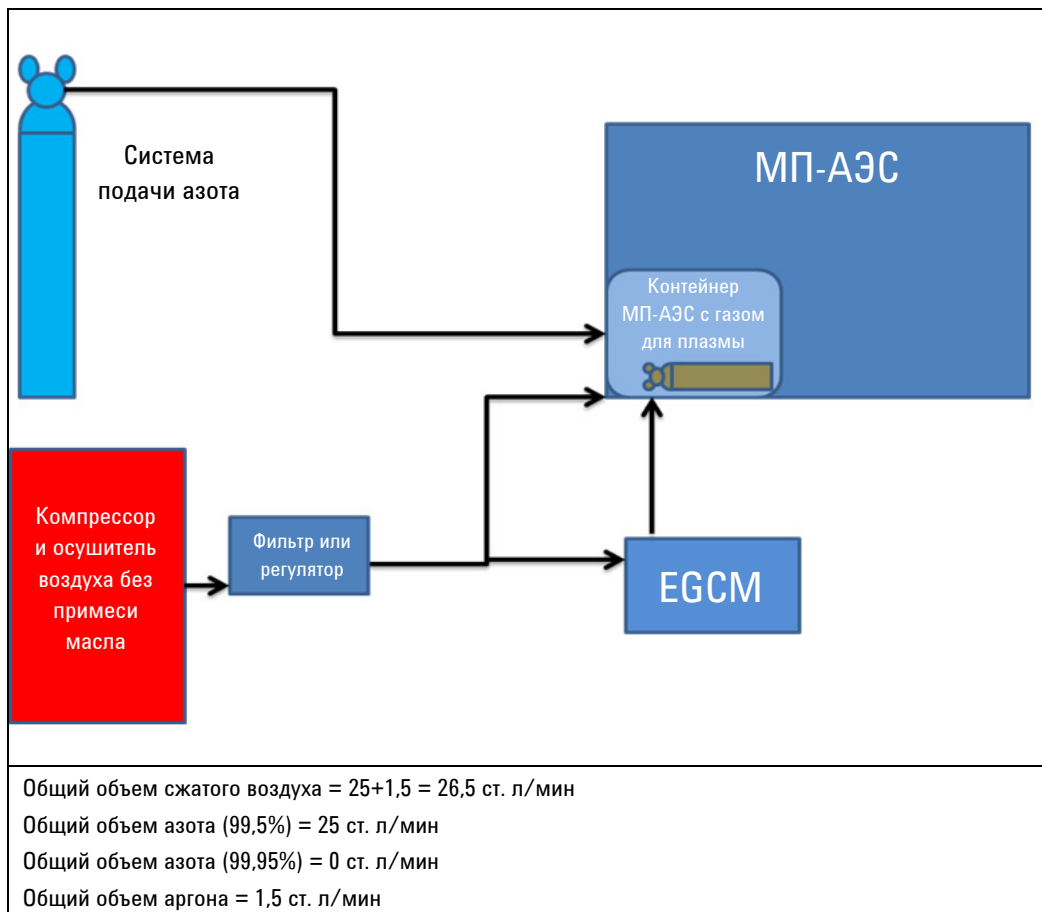 Система
подачи азота
МП-АЭС
Контейнер
МП-АЭС с газом
для плазмы
Компрессор
и осушитель
воздуха без
примеси
масла
Фильтр или
регулятор
EGCM
Общий объем сжатого воздуха = 25+1,5 = 26,5 ст. л/мин
Общий объем азота (99,5%) = 25 ст. л/мин
Общий объем азота (99,95%) = 0 ст. л/мин
Общий объем аргона = 1,5 ст. л/мин